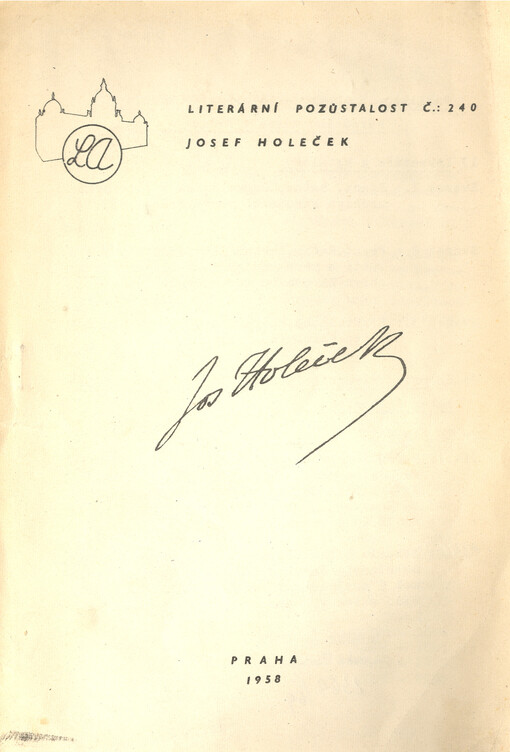 LITERÁRNÍ POZŮSTALOST Č.: 240
LA
JOSEF HOLEČEK
Jos Holeček
PRAHA
1958